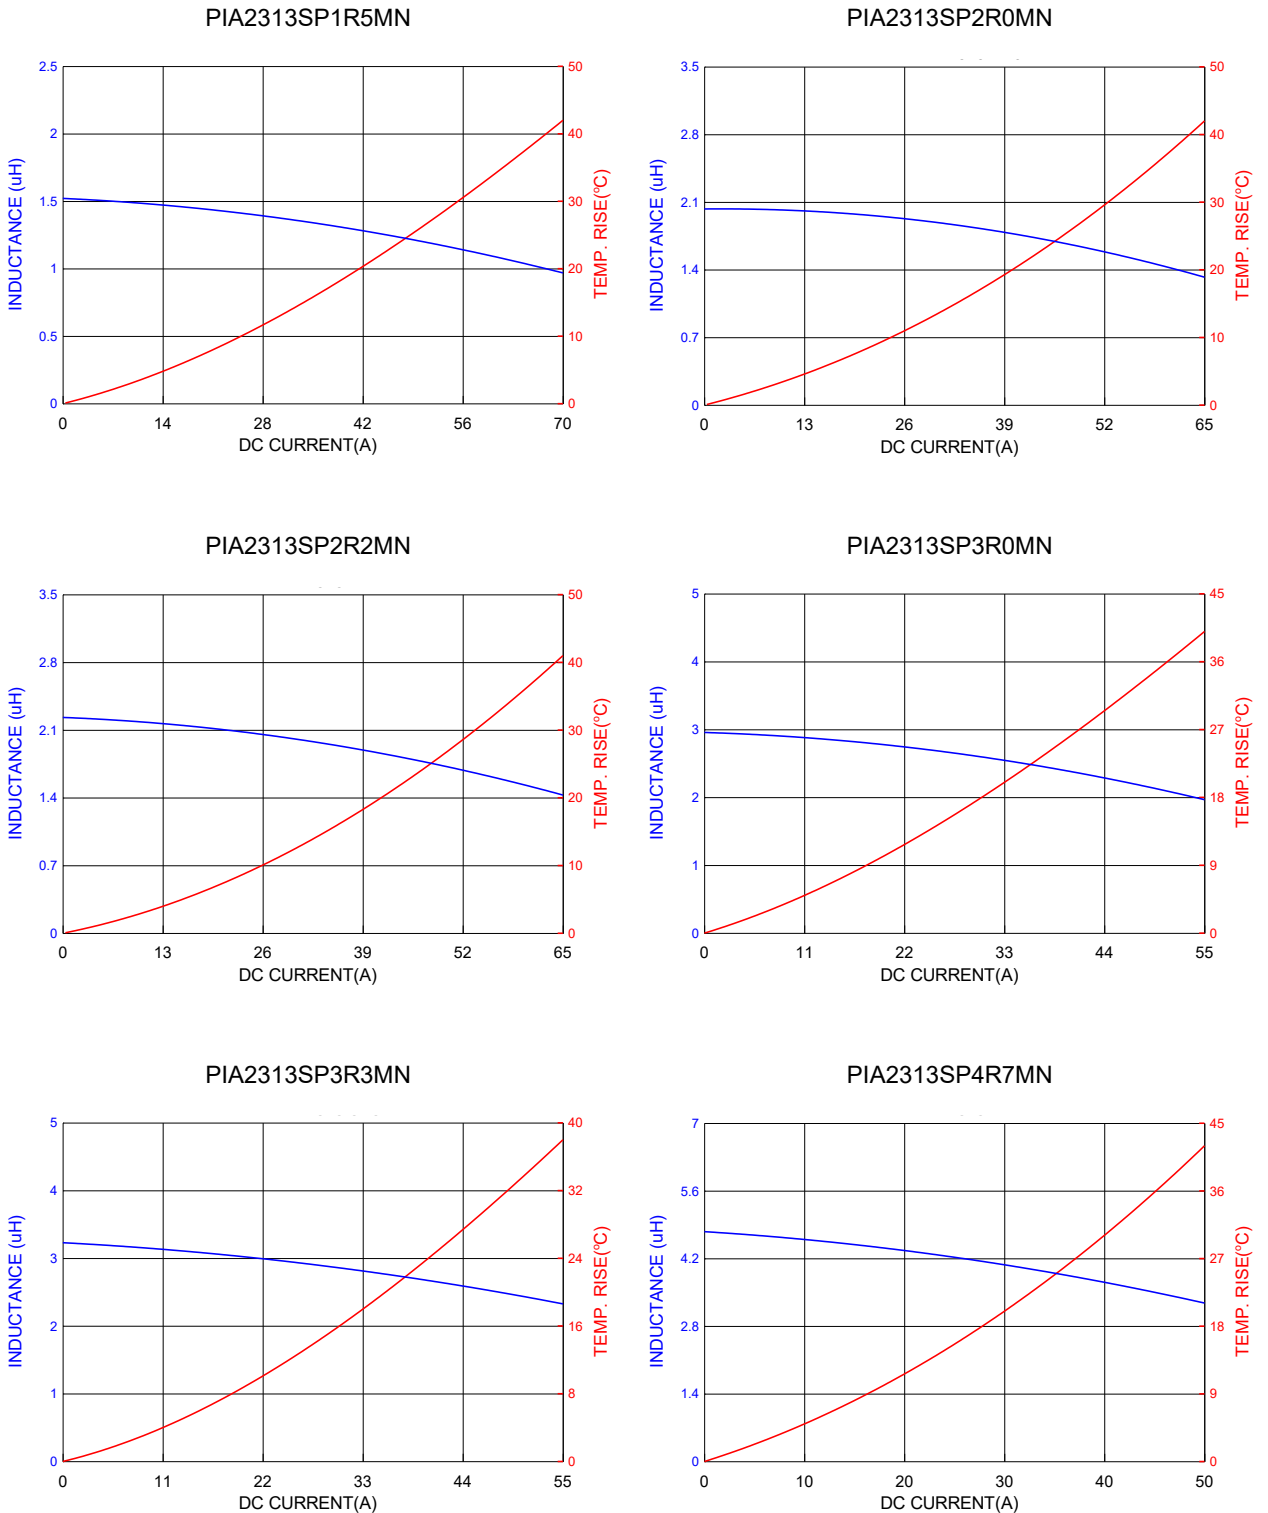 PIA2313SP1R5MN
2.5
2
1.5
1
0.5
0
50
40
30
20
10
0
0 14 28 42 56 70
INDUCTANCE (uH)
TEMP. RISE(°C)
DC CURRENT(A)
PIA2313SP2R0MN
3.5
2.8
2.1
1.4
0.7
0
50
40
30
20
10
0
0 13 26 39 52 65
INDUCTANCE (uH)
TEMP. RISE(°C)
DC CURRENT(A)
PIA2313SP2R2MN
3.5
2.8
2.1
1.4
0.7
0
50
40
30
20
10
0
0 13 26 39 52 65
INDUCTANCE (uH)
TEMP. RISE(°C)
DC CURRENT(A)
PIA2313SP3R0MN
5
4
3
2
1
0
45
36
27
18
9
0
0 11 22 33 44 55
INDUCTANCE (uH)
TEMP. RISE(°C)
DC CURRENT(A)
PIA2313SP3R3MN
5
4
3
2
1
0
40
32
24
16
8
0
0 11 22 33 44 55
INDUCTANCE (uH)
TEMP. RISE(°C)
DC CURRENT(A)
PIA2313SP4R7MN
7
5.6
4.2
2.8
1.4
0
45
36
27
18
9
0
0 10 20 30 40 50
INDUCTANCE (uH)
TEMP. RISE(°C)
DC CURRENT(A)